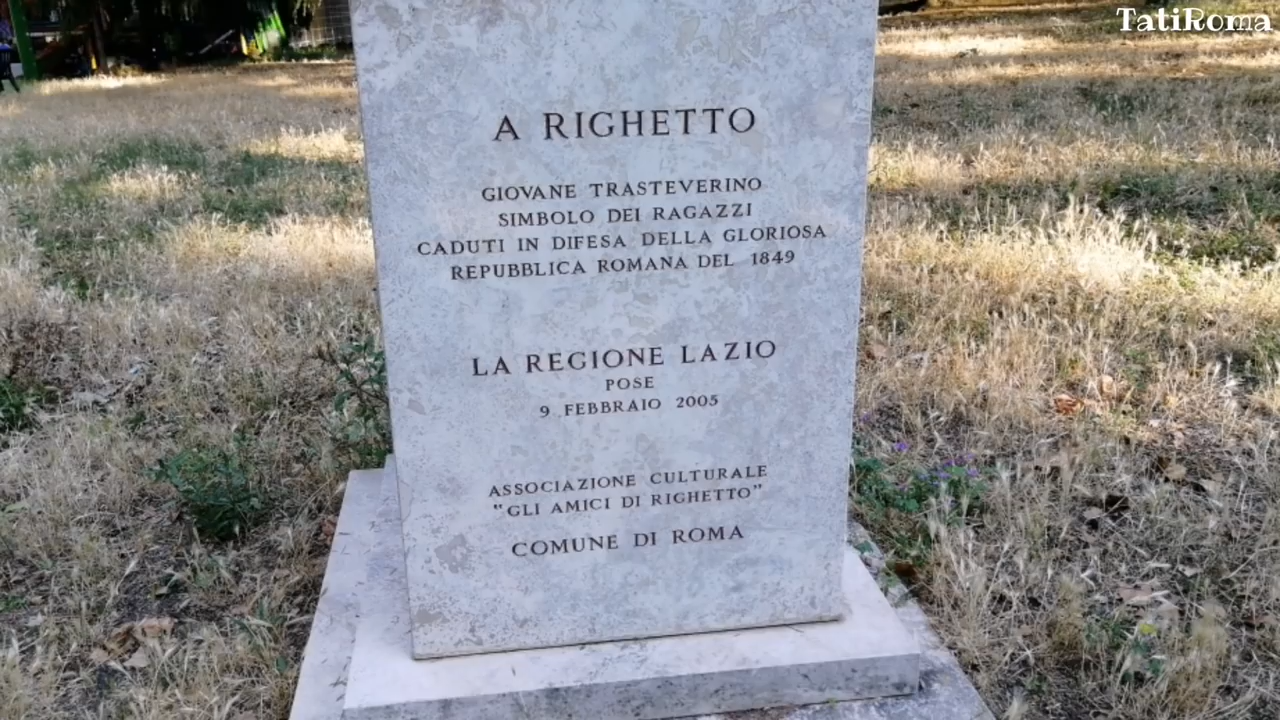 TatiRoma
A RIGHETTO
GIOVANE TRASTEVERINO
SIMBOLO DEI RAGAZZI
CADUTI IN DIFESA DELLA GLORIOSA
REPUBBLICA ROMANA DEL 1849
LA REGIONE LAZIO
POSE
9 FEBBRAIO 2005
ASSOCIAZIONE CULTURALE
"GLI AMICI DI RIGHETTO"
COMUNE DI ROMA